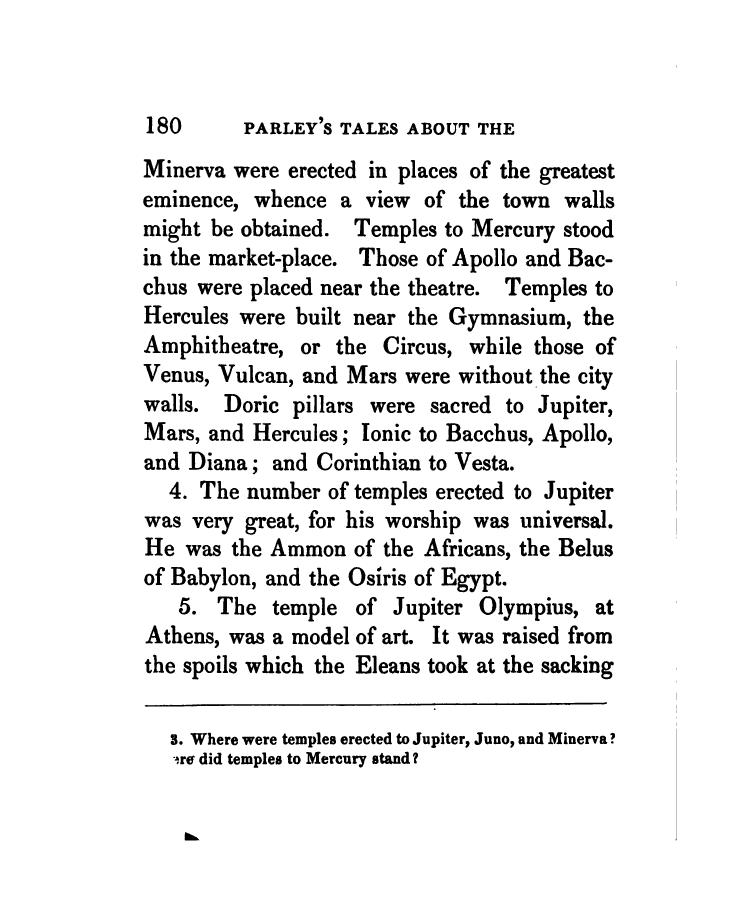 180 PARLEY'S TALES ABOUT THE
Minerva were erected in places of the greatest
eminence, whence a view of the town walls
might be obtained. Temples to Mercury stood
in the market-place. Those of Apollo and Bac-
chus were placed near the theatre. Temples to
Hercules were built near the Gymnasium, the
Amphitheatre, or the Circus, while those of
Venus, Vulcan, and Mars were without the city
walls. Doric pillars were sacred to Jupiter,
Mars, and Hercules; Ionic to Bacchus, Apollo,
and Diana; and Corinthian to Vesta.
4. The number of temples erected to Jupiter
was very great, for his worship was universal.
He was the Ammon of the Africans, the Belus
of Babylon, and the Osiris of Egypt.
5. The temple of Jupiter Olympius, at
Athens, was a model of art. It was raised from
the spoils which the Eleans took at the sacking
3. Where were temples erected to Jupiter, Juno, and Minerva?
did temples to Mercury stand?